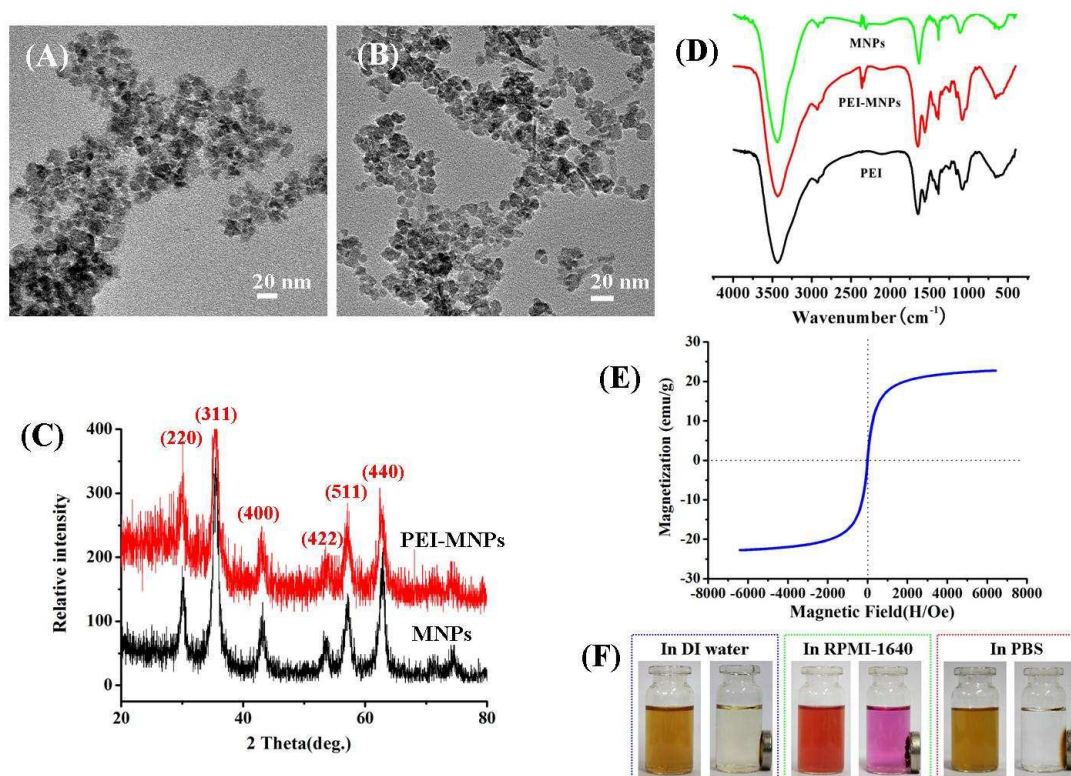 (A)
20 nm
(B)
20 nm
(D)
MNPs
PEI-MNPs
PEI
4000 3500 3000 2500 2000 1500 1000 500
Wavenumber (cm-1)
(C)
400
300
200
100
0
Relative intensity
(220)
(311)
(400)
(422)
(511)
(440)
PEI-MNPs
MNPs
20 40 60 80
2 Theta(deg.)
(E)
30
20
10
0
-10
-20
-30
Magnetization (emu/g)
-8000 -6000 -4000 -2000 0 2000 4000 6000 8000
Magnetic Field(H/Oe)
(F)
In DI water
In RPMI-1640
In PBS